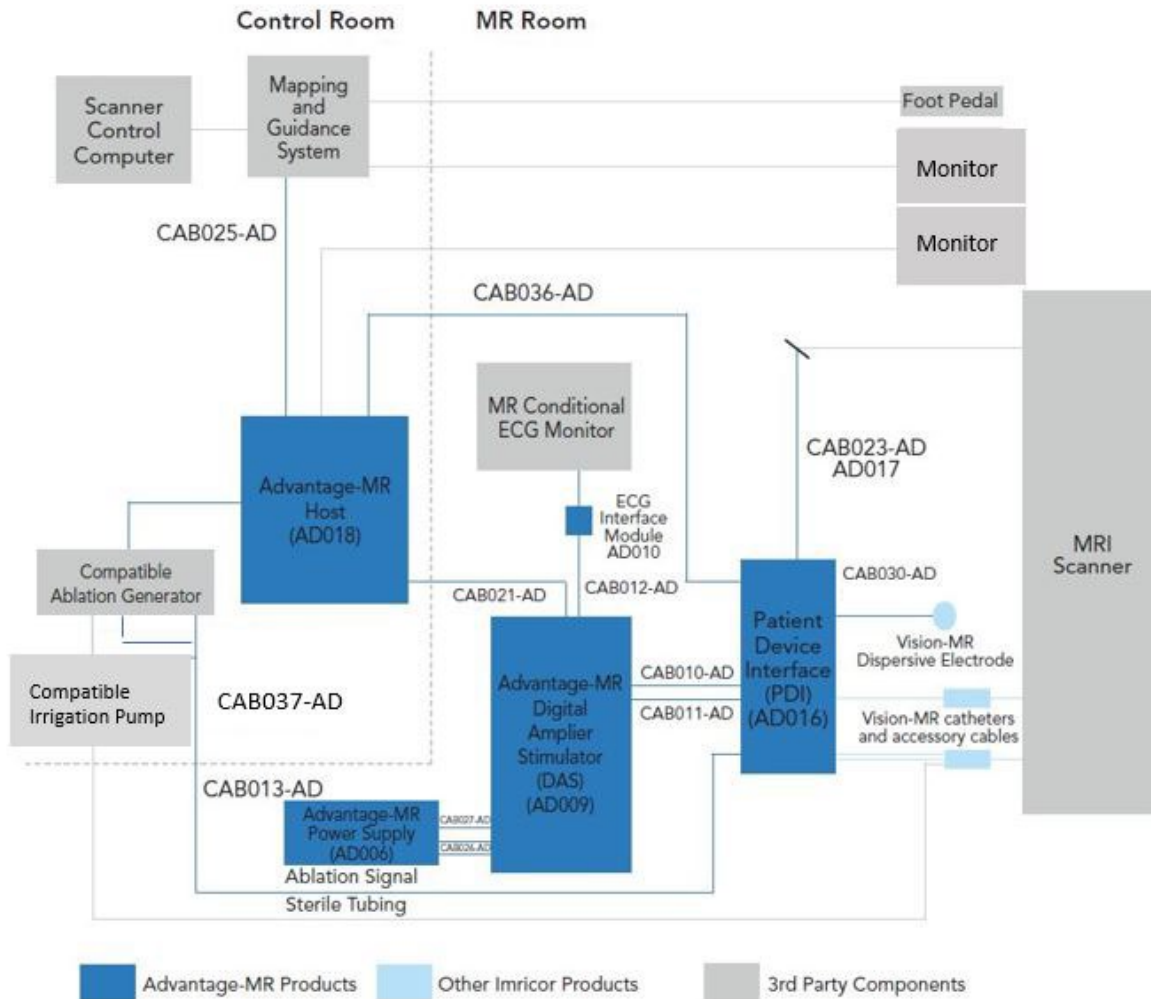 Control Room
MR Room
Scanner
Control
Computer
Mapping
and
Guidance
System
Foot Pedal
Monitor
Monitor
CAB025-AD
CAB036-AD
MR Conditional
ECG Monitor
CAB023-AD
AD017
Advantage-MR
Host
(AD018)
ECG
Interface
Module
AD010
MRI
Scanner
Compatible
Ablation Generator
CAB021-AD
CAB012-AD
CAB030-AD
Patient
Device
Interface
(PDI)
(AD016)
Vision-MR
Dispersive Electrode
Compatible
Irrigation Pump
CAB037-AD
Advantage-MR
Digital
Amplier
Stimulator
(DAS)
(AD009)
CAB010-AD
CAB011-AD
Vision-MR catheters
and accessory cables
CAB013-AD
Advantage-MR
Power Supply
(AD006)
CAB027-AD
CAB026-AD
Ablation Signal
Sterile Tubing
Advantage-MR Products
Other Imricor Products
3rd Party Components